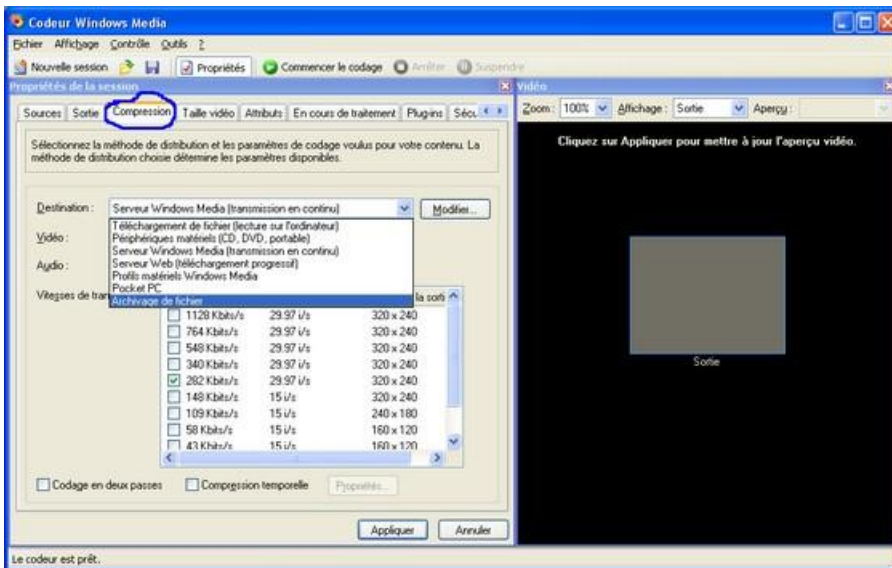 Codeur Windows Media
Fichier Affichage Contrôle Outils ?
Nouvelle session Propriétés Commencer le codage Arrêter Suspendre
Propriétés de la session
Vidéo
Sources Sortie Compression Taille vidéo Attributs En cours de traitement Plug-ins Sécu
Zoom : 100% Affichage : Sortie Aperçu :
Sélectionnez la méthode de distribution et les paramètres de codage voulus pour votre contenu. La
méthode de distribution choisie détermine les paramètres disponibles.
Cliquez sur Appliquer pour mettre à jour l'aperçu vidéo.
Destination : Serveur Windows Media (transmission en continu) Modifier...
Téléchargement de fichier (lecture sur l'ordinateur)
Vidéo : Périphériques matériels (CD, DVD, portable)
Serveur Windows Media (transmission en continu)
Audio : Serveur Web (téléchargement progressif)
Profils matériels Windows Media
Pocket PC
Vitesses de tran Archivage de fichier la sorti
1128 Kbits/s 29.97 i/s 320 x 240
764 Kbits/s 29.97 i/s 320 x 240
548 Kbits/s 29.97 i/s 320 x 240
340 Kbits/s 29.97 i/s 320 x 240
282 Kbits/s 29.97 i/s 320 x 240
148 Kbits/s 15 i/s 320 x 240
109 Kbits/s 15 i/s 240 x 180
58 Kbits/s 15 i/s 160 x 120
43 Kbits/s 15 i/s 160 x 120
Sortie
Codage en deux passes Compression temporelle Propriétés...
Appliquer Annuler
Le codeur est prêt.